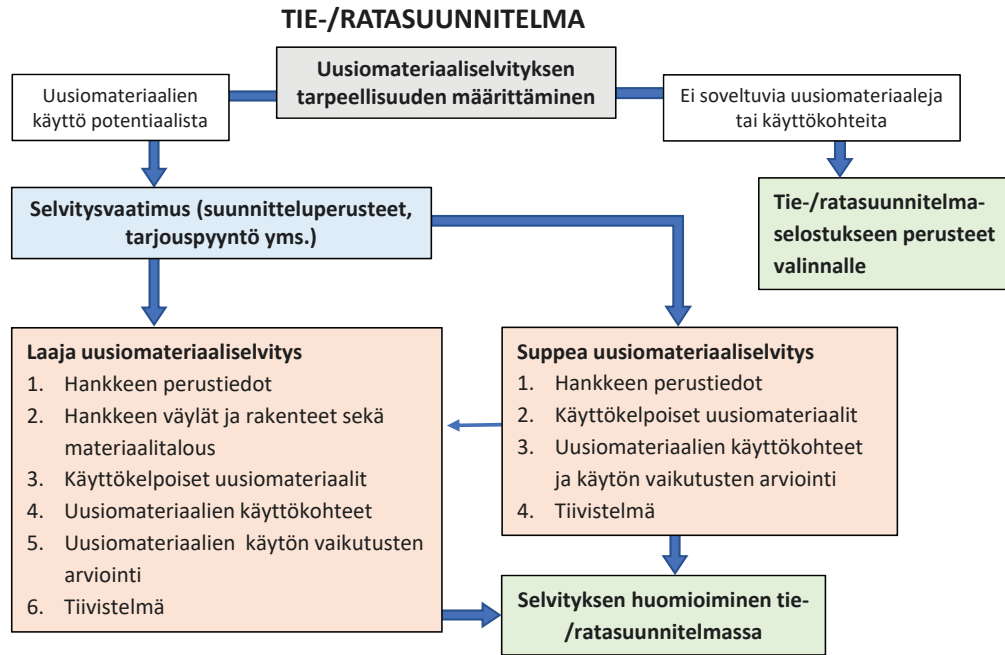 TIE-/RATASUUNNITELMA
Uusiomateriaaliselvityksen
tarpeellisuuden määrittäminen
Uusiomateriaalien
käyttö potentiaalista
Ei soveltuvia uusiomateriaaleja
tai käyttökohteita
Selvitysvaatimus (suunnitteluperusteet,
tarjouspyyntö yms.)
Tie-/ratasuunnitelma-
selostukseen perusteet
valinnalle
Laaja uusiomateriaaliselvitys
1. Hankkeen perustiedot
2. Hankkeen väylät ja rakenteet sekä
materiaalitalous
3. Käyttökelpoiset uusiomateriaalit
4. Uusiomateriaalien käyttökohteet
5. Uusiomateriaalien käytön vaikutusten
arviointi
6. Tiivistelmä
Suppea uusiomateriaaliselvitys
1. Hankkeen perustiedot
2. Käyttökelpoiset uusiomateriaalit
3. Uusiomateriaalien käyttökohteet
ja käytön vaikutusten arviointi
4. Tiivistelmä
Selvityksen huomioiminen tie-
/ratasuunnitelmassa